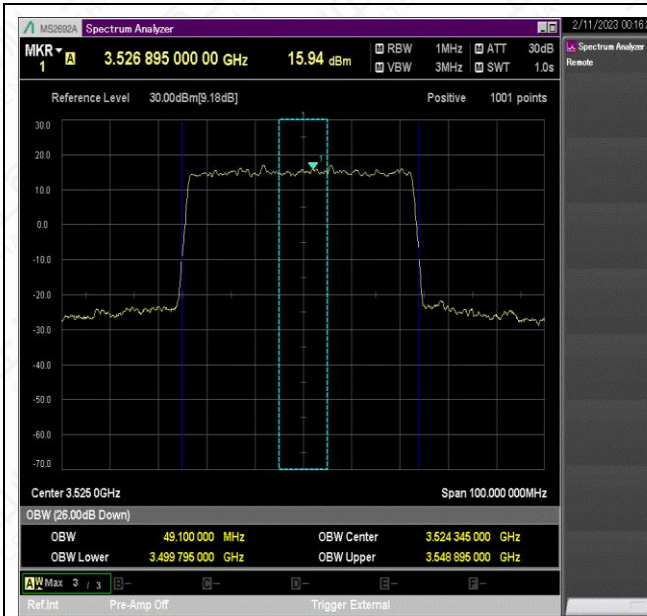 MS2692A Spectrum Analyzer
2/11/2023 00:16:
MKR 1 A 3.526 895 000 00 GHz 15.94 dBm RBW 1MHz ATT 30dB
VBW 3MHz SWT 1.0s
Spectrum Analyzer
Remote
Reference Level 30.00dBm[9.18dB] Positive 1001 points
30.0
20.0
10.0
0.0
-10.0
-20.0
-30.0
-40.0
-50.0
-60.0
-70.0
1
Center 3.525 0GHz Span 100.000 000MHz
OBW (26.00dB Down)
OBW 49.100 000 MHz OBW Center 3.524 345 000 GHz
OBW Lower 3.499 795 000 GHz OBW Upper 3.548 895 000 GHz
A W Max 3 / 3 B- C- D- E- F-
Ref.Int Pre-Amp Off Trigger External